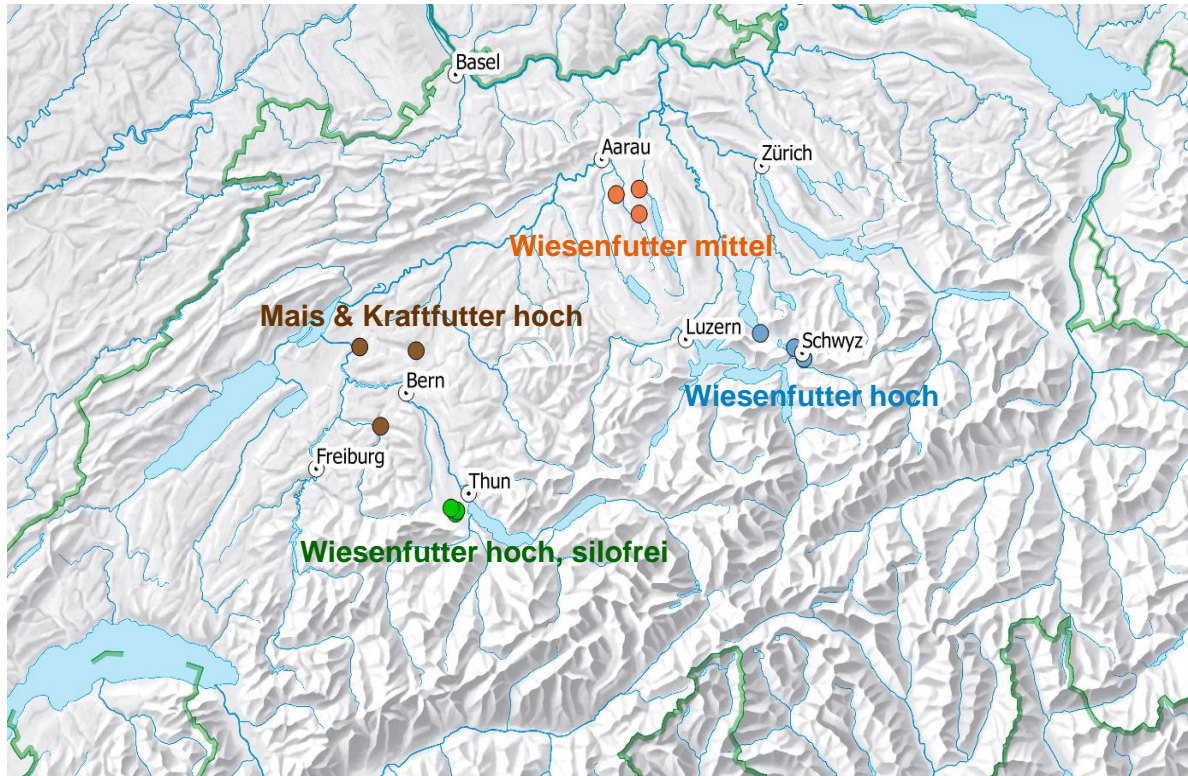 Basel
Aarau
Zürich
Wiesenfutter mittel
Mais & Kraftfutter hoch
Luzern
Schwyz
Bern
Wiesenfutter hoch
Freiburg
Thun
Wiesenfutter hoch, silofrei